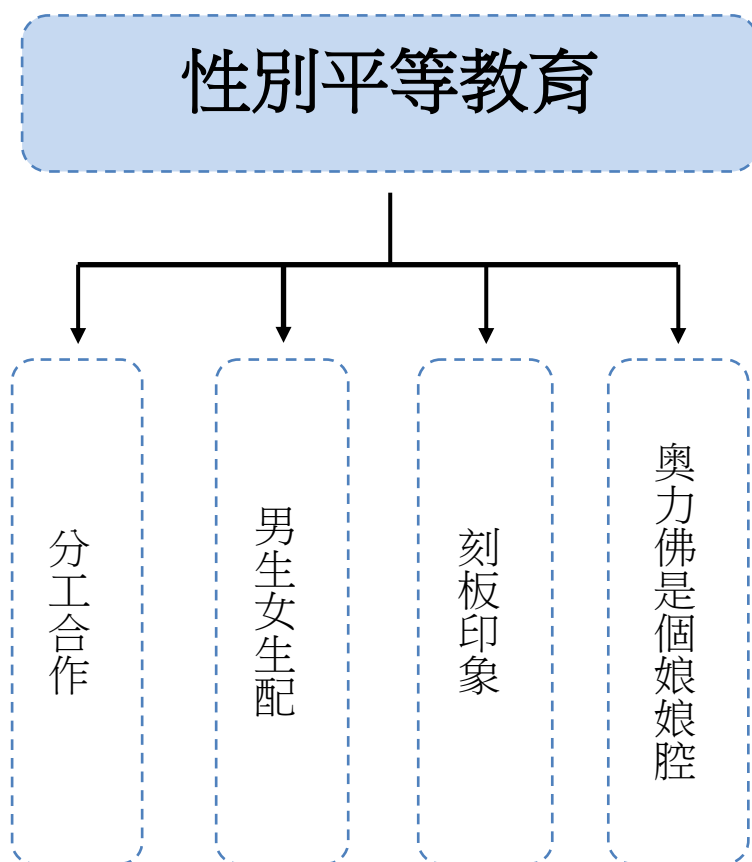 性別平等教育
分工合作
男生女生配
刻板印象
奧力佛是個娘娘腔